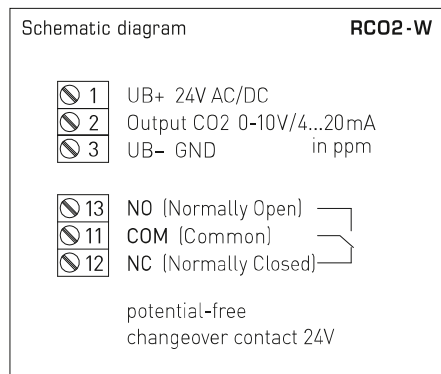 Schematic diagram RCO2-W
1 UB+ 24V AC/DC
2 Output CO2 0-10V/4...20mA
3 UB– GND in ppm
13 NO (Normally Open)
11 COM (Common)
12 NC (Normally Closed)
potential-free
changeover contact 24V